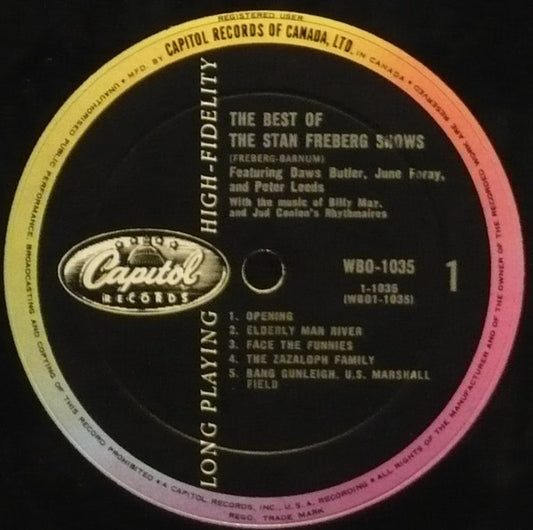 REGISTERED USER
MFD. BY CAPITOL RECORDS OF CANADA, LTD. IN CANADA • ALL RIGHTS OF THE MANUFACTURER AND OF THE OWNER OF THE RECORDED WORK ARE RESERVED
UNAUTHORISED PUBLIC PERFORMANCE, BROADCASTING AND COPYING OF THIS RECORD PROHIBITED • A CAPITOL RECORDS, INC., U.S.A. RECORDING •
REGD. TRADE MARK
LONG PLAYING HIGH-FIDELITY
Capitol
RECORDS
THE BEST OF
THE STAN FREBERG SHOWS
(FREBERG-BARNUM)
Featuring Daws Butler, June Foray,
and Peter Leeds
With the music of Billy May,
and Jud Conlon's Rhythmaires
WBO-1035
1
1-1035
(WBO1-1035)
1. OPENING
2. ELDERLY MAN RIVER
3. FACE THE FUNNIES
4. THE ZAZALOPH FAMILY
5. BANG GUNLEIGH, U.S. MARSHALL
FIELD